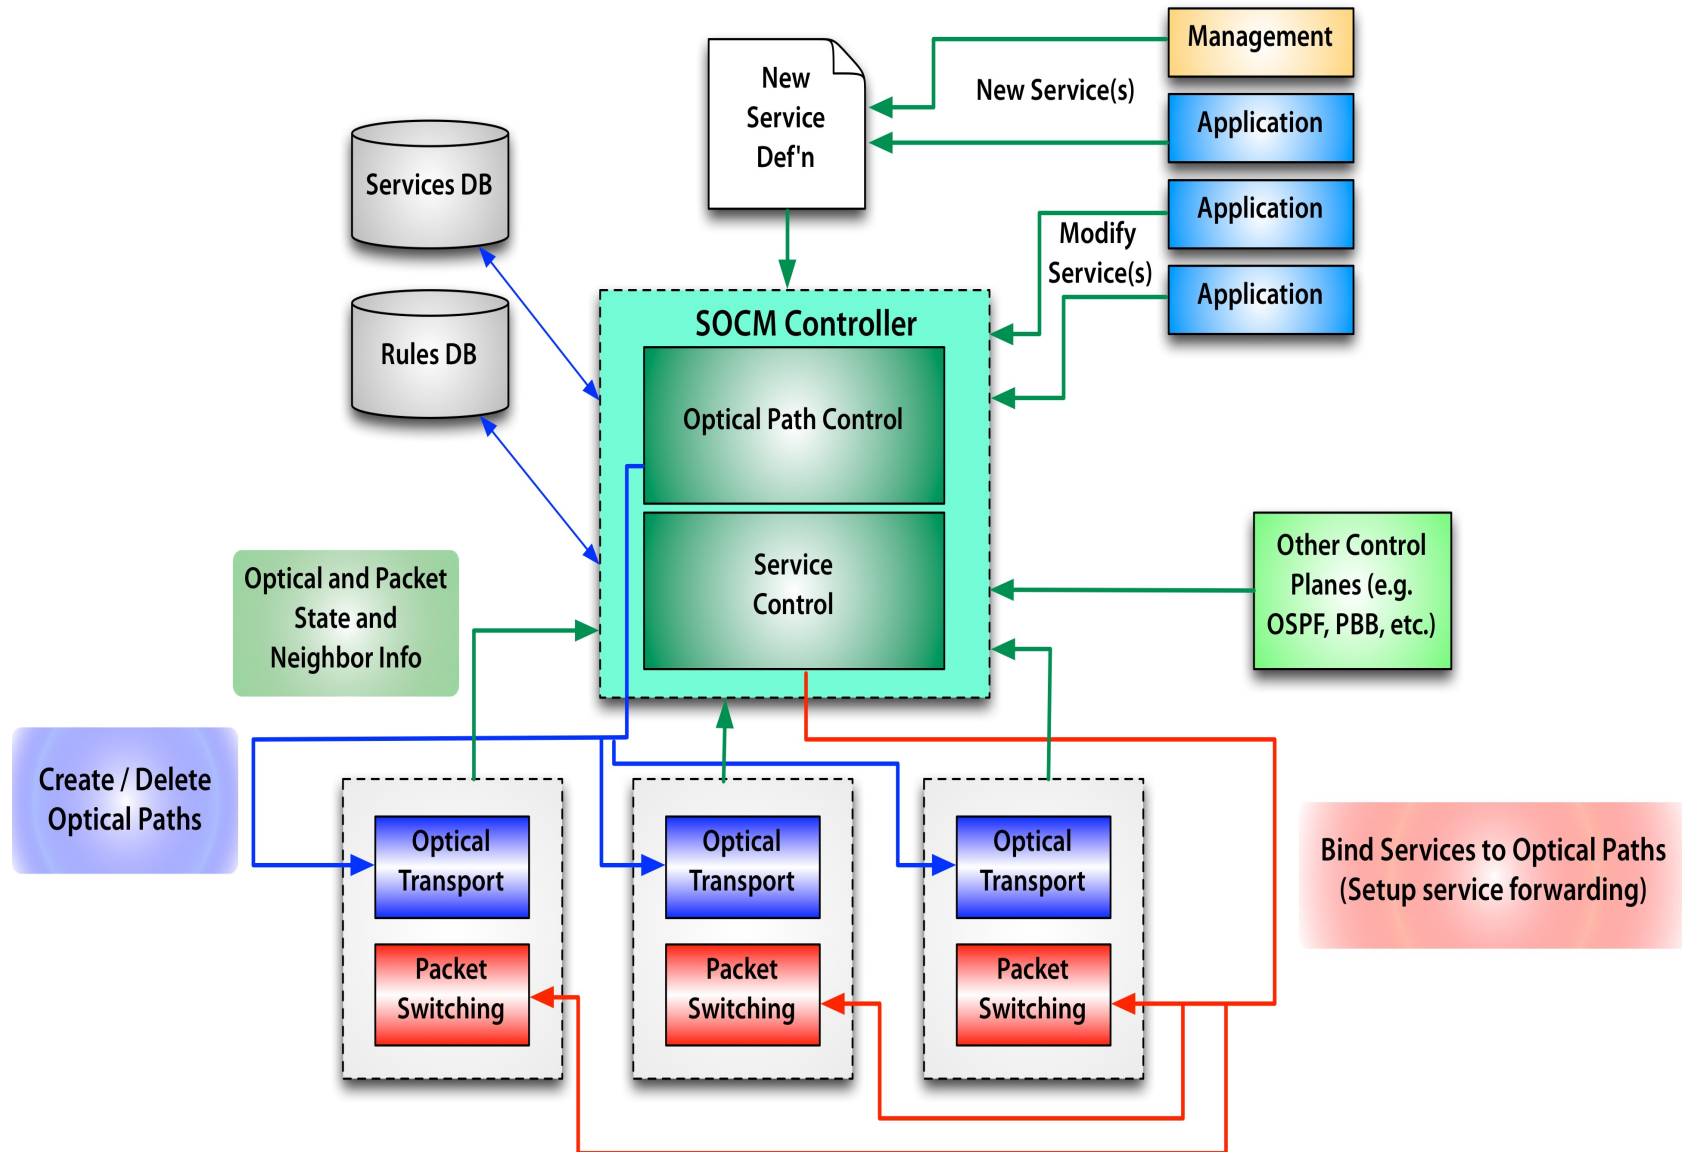 Management
New
Service
Def'n
New Service(s)
Application
Services DB
Application
Modify
Service(s)
Application
SOCM Controller
Rules DB
Optical Path Control
Service
Control
Other Control
Planes (e.g.
OSPF, PBB, etc.)
Optical and Packet
State and
Neighbor Info
Create / Delete
Optical Paths
Optical
Transport
Optical
Transport
Optical
Transport
Bind Services to Optical Paths
(Setup service forwarding)
Packet
Switching
Packet
Switching
Packet
Switching